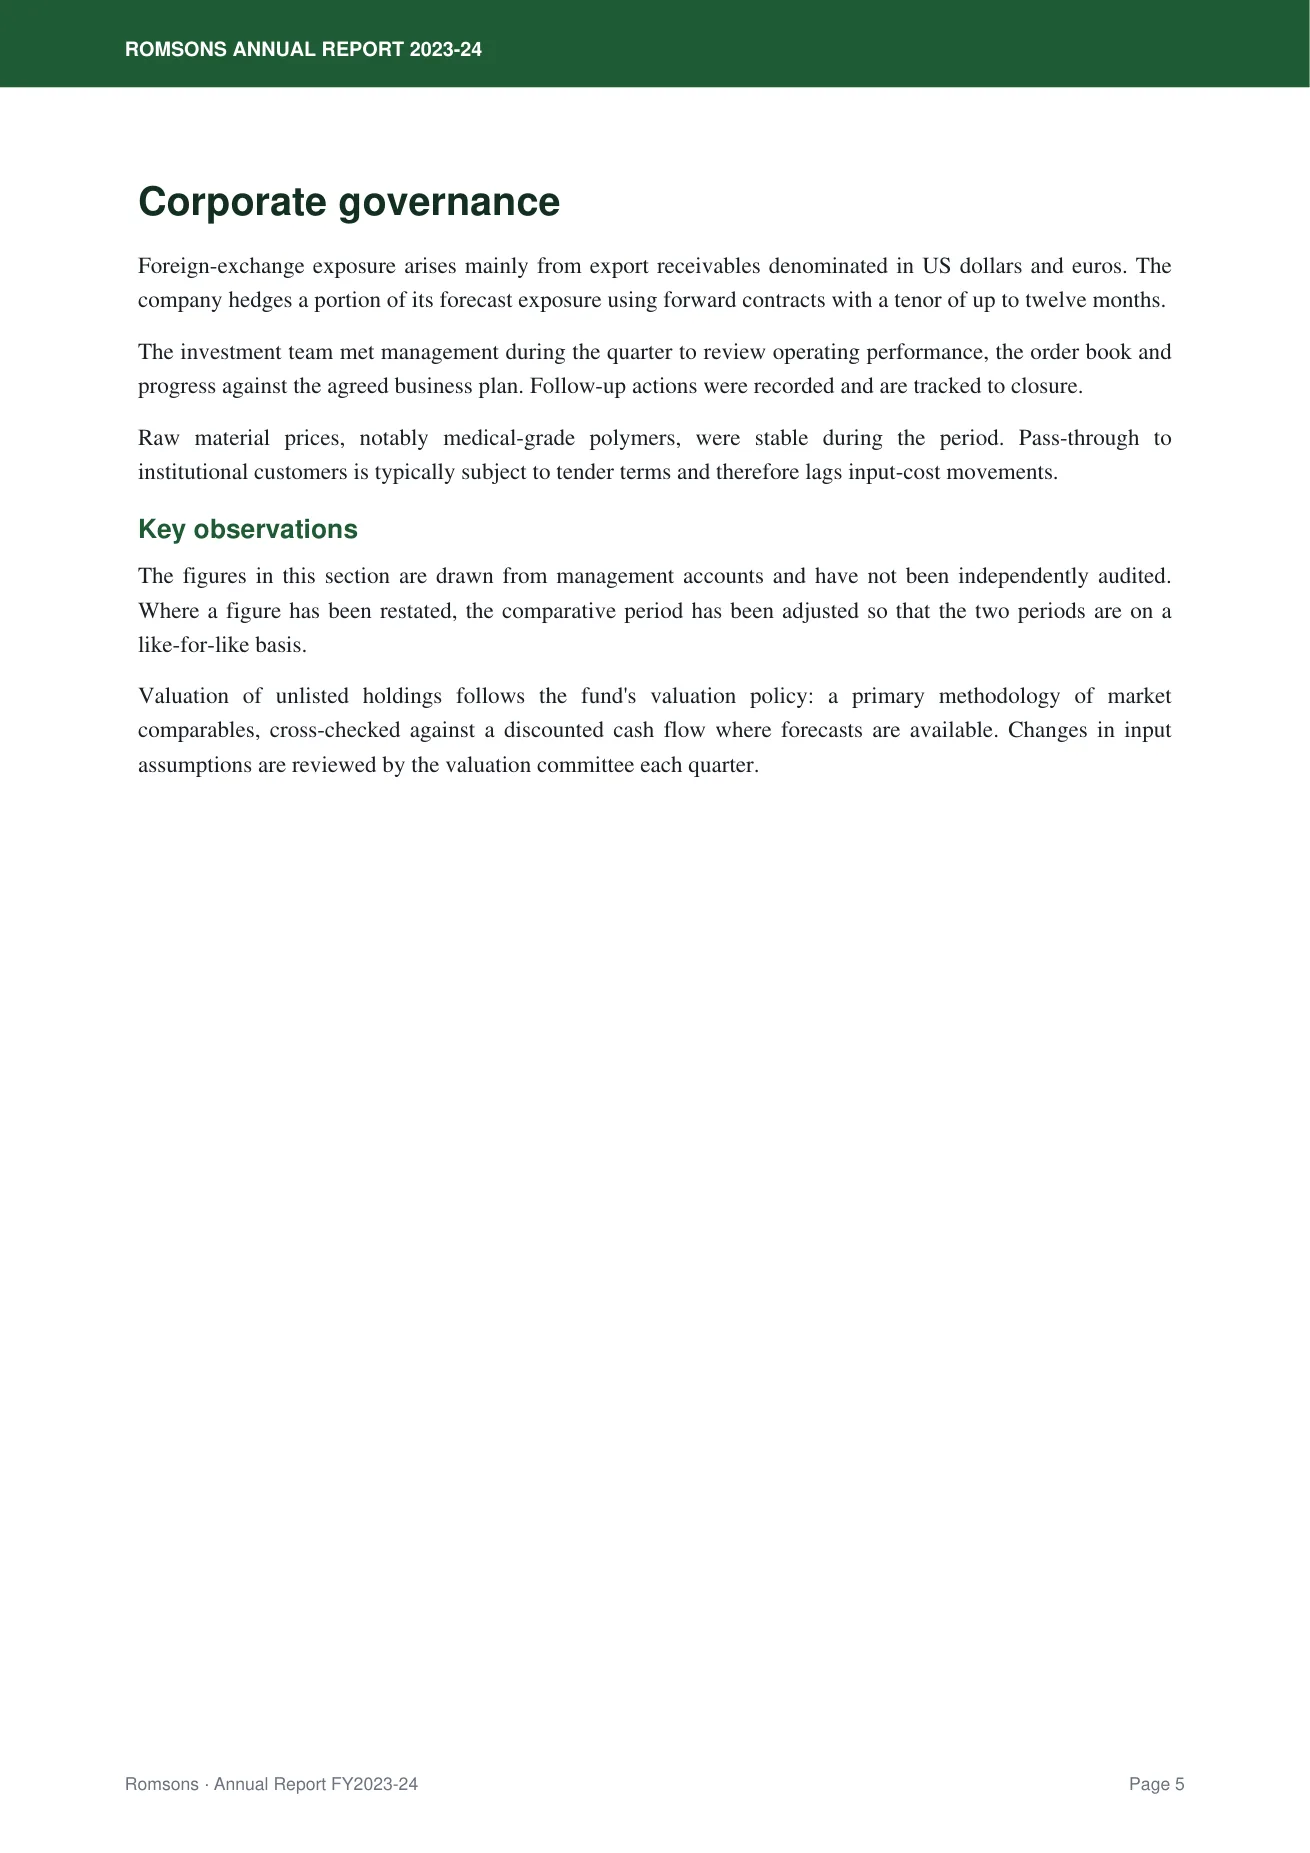 ROMSONS ANNUAL REPORT 2023-24
Corporate governance
Foreign-exchange exposure arises mainly from export receivables denominated in US dollars and euros. The
company hedges a portion of its forecast exposure using forward contracts with a tenor of up to twelve months.
The investment team met management during the quarter to review operating performance, the order book and
progress against the agreed business plan. Follow-up actions were recorded and are tracked to closure.
Raw material prices, notably medical-grade polymers, were stable during the period. Pass-through to
institutional customers is typically subject to tender terms and therefore lags input-cost movements.
Key observations
The figures in this section are drawn from management accounts and have not been independently audited.
Where a figure has been restated, the comparative period has been adjusted so that the two periods are on a
like-for-like basis.
Valuation of unlisted holdings follows the fund's valuation policy: a primary methodology of market
comparables, cross-checked against a discounted cash flow where forecasts are available. Changes in input
assumptions are reviewed by the valuation committee each quarter.
Romsons · Annual Report FY2023-24
Page 5